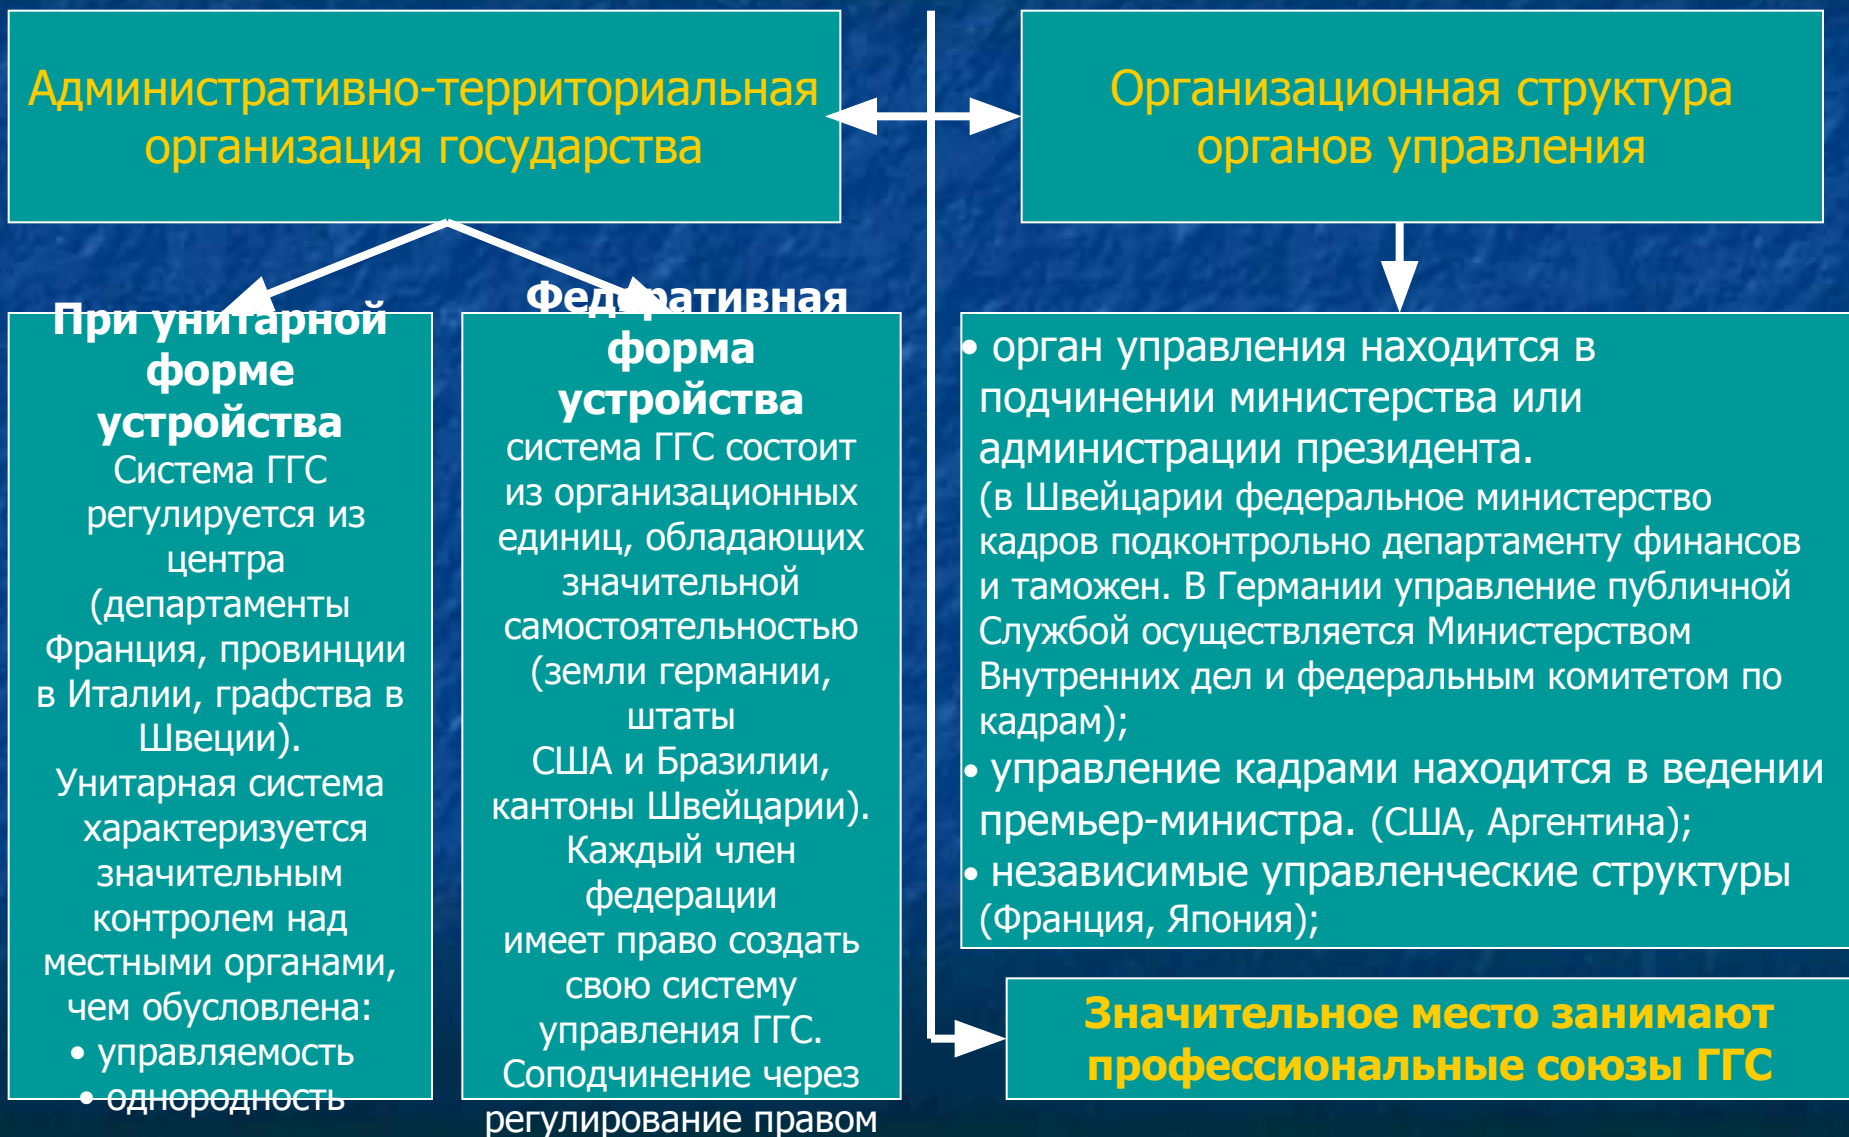 Административно-территориальная
организация государства
Организационная структура
органов управления
При унитарной
форме
устройства
Система ГГС
регулируется из
центра
(департаменты
Франция, провинции
в Италии, графства в
Швеции).
Унитарная система
характеризуется
значительным
контролем над
местными органами,
чем обусловлена:
• управляемость
• однородность
Федеративная
форма
устройства
система ГГС состоит
из организационных
единиц, обладающих
значительной
самостоятельностью
(земли германии,
штаты
США и Бразилии,
кантоны Швейцарии).
Каждый член
федерации
имеет право создать
свою систему
управления ГГС.
Соподчинение через
регулирование правом
• орган управления находится в
подчинении министерства или
администрации президента.
(в Швейцарии федеральное министерство
кадров подконтрольно департаменту финансов
и таможен. В Германии управление публичной
Службой осуществляется Министерством
Внутренних дел и федеральным комитетом по
кадрам);
• управление кадрами находится в ведении
премьер-министра. (США, Аргентина);
• независимые управленческие структуры
(Франция, Япония);
Значительное место занимают
профессиональные союзы ГГС